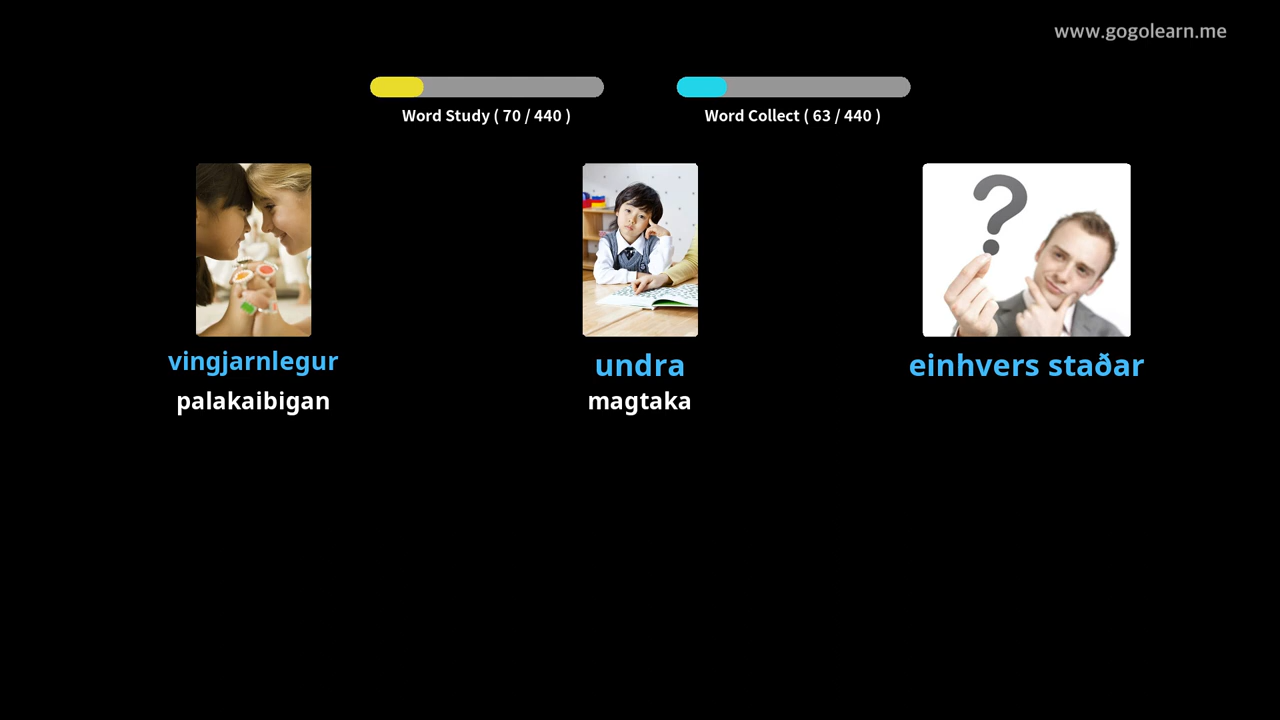 www.gogolearn.me
Word Study ( 70 / 440 )
Word Collect ( 63 / 440 )
vingjarnlegur
palakaibigan
undra
magtaka
einhvers staðar